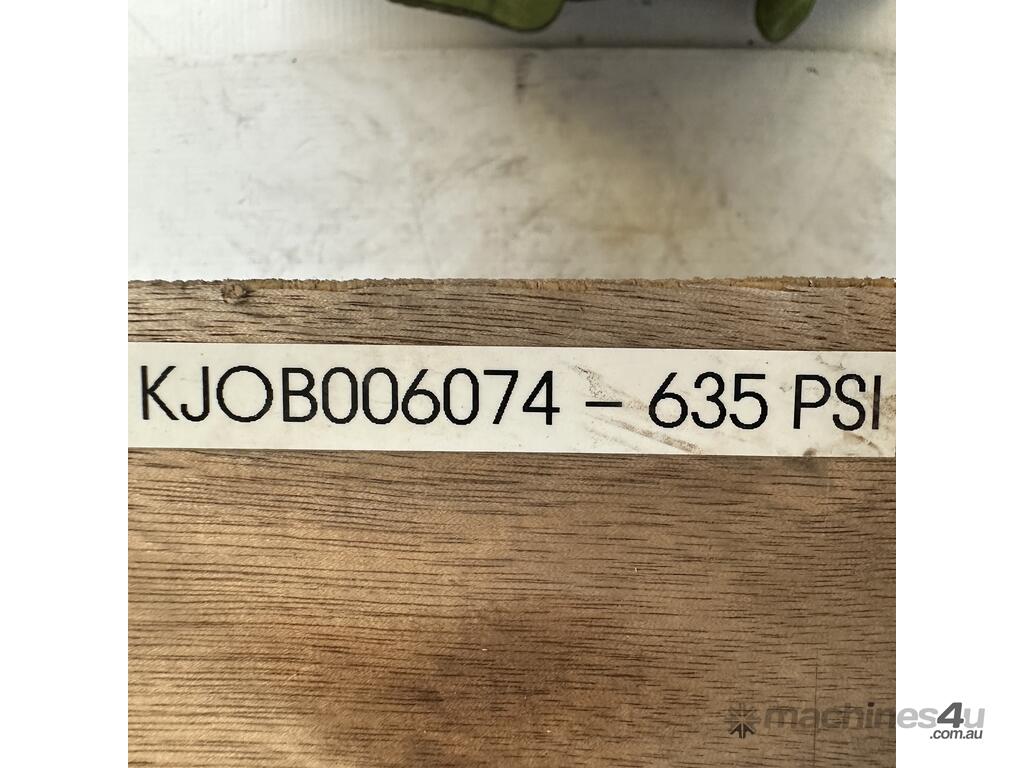 KJOB006074 – 635 PSI
machines4u
.com.au